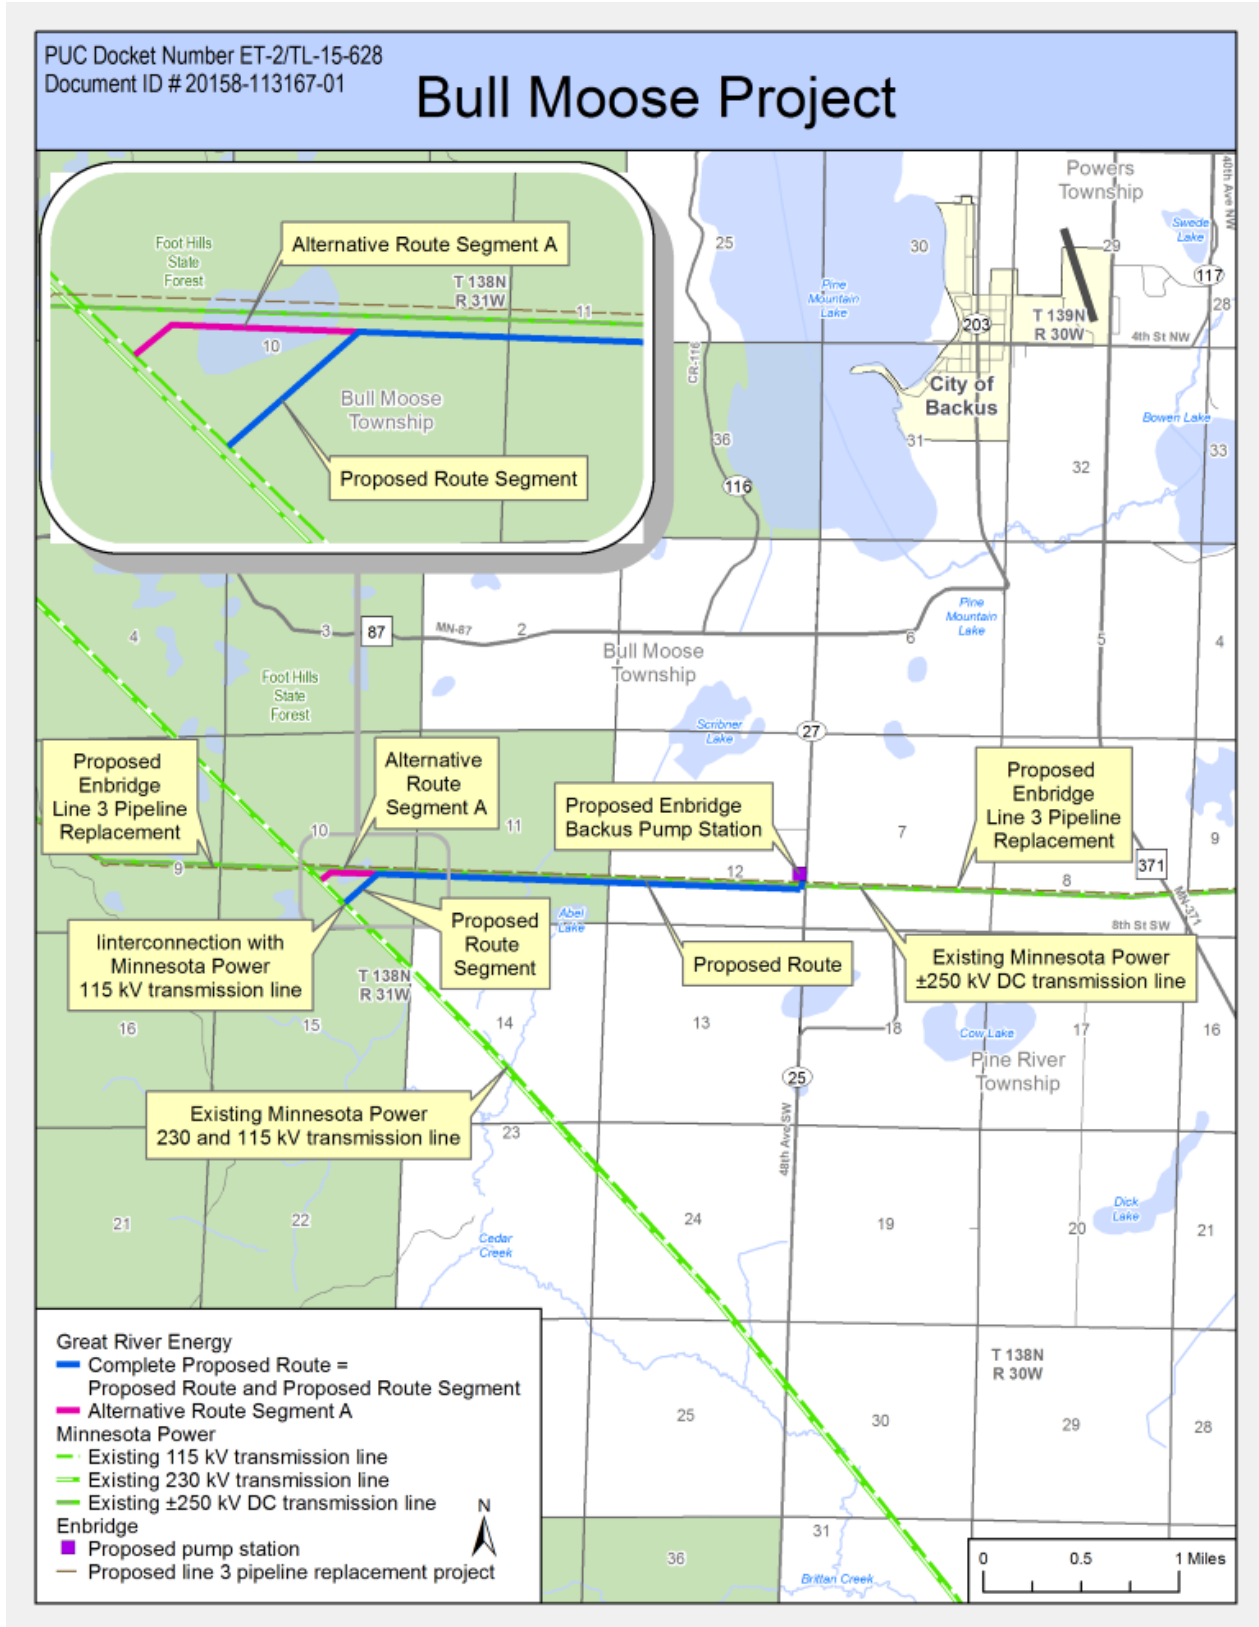 PUC Docket Number ET-2/TL-15-628
Document ID # 20158-113167-01
Bull Moose Project
Alternative Route Segment A
Foot Hills
State
Forest
T 138N
R 31W
11
10
Bull Moose
Township
Proposed Route Segment
25
30
Powers
Township
40th Ave NW
Swede
Lake
29
117
28
Pine
Mountain
Lake
203
T 139N
R 30W
4th St NW
CR-116
City of
Backus
Bowen Lake
36
31
32
33
116
4
3
87
MN-87
2
Bull Moose
Township
6
Pine
Mountain
Lake
5
4
Foot Hills
State
Forest
Scribner
Lake
27
Proposed
Enbridge
Line 3 Pipeline
Replacement
Alternative
Route
Segment A
Proposed Enbridge
Backus Pump Station
Proposed
Enbridge
Line 3 Pipeline
Replacement
10
11
7
9
9
12
8
371
MN-371
8th St SW
Iinterconnection with
Minnesota Power
115 kV transmission line
Proposed
Route
Segment
Abel
Lake
Proposed Route
Existing Minnesota Power
±250 kV DC transmission line
T 138N
R 31W
16
15
14
13
18
Cow Lake
17
16
Pine River
Township
25
48th Ave SW
Existing Minnesota Power
230 and 115 kV transmission line
23
21
22
Cedar
Creek
24
19
20
Dick
Lake
21
T 138N
R 30W
25
30
29
28
36
31
Brittan Creek
Great River Energy
Complete Proposed Route =
Proposed Route and Proposed Route Segment
Alternative Route Segment A
Minnesota Power
Existing 115 kV transmission line
Existing 230 kV transmission line
Existing ±250 kV DC transmission line
Enbridge
Proposed pump station
Proposed line 3 pipeline replacement project
N
0 0.5 1 Miles